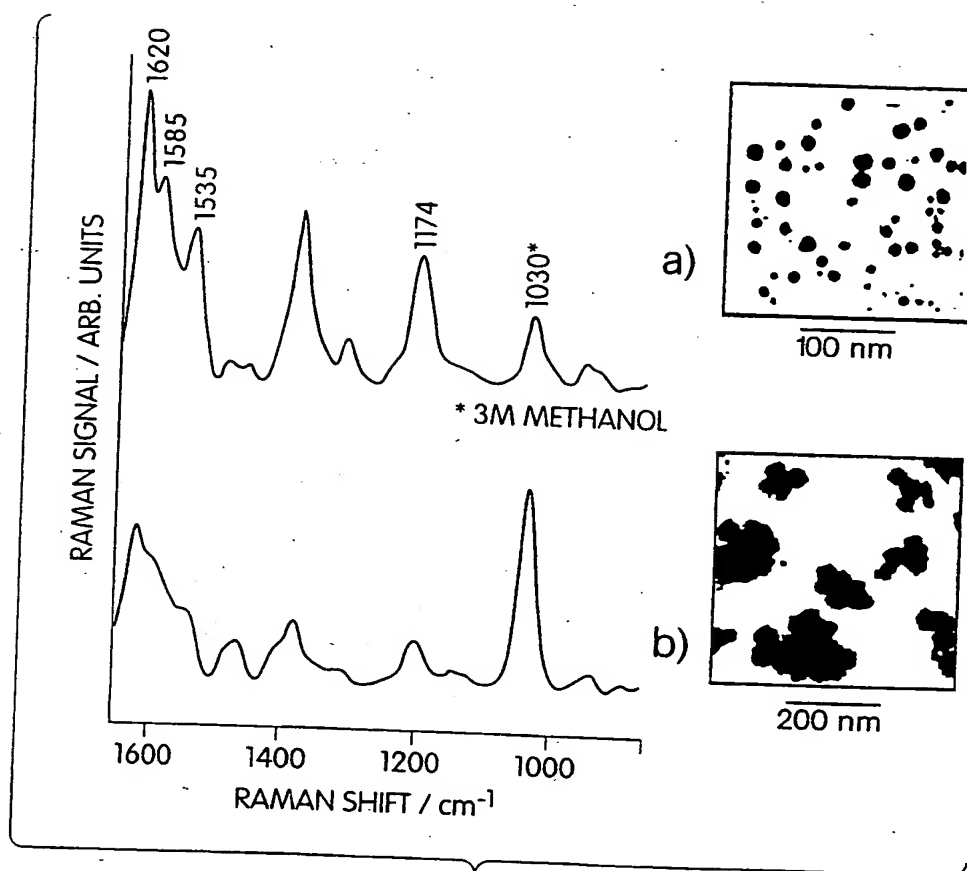 1620
1585
1535
1174
1030*
* 3M METHANOL
RAMAN SIGNAL / ARB. UNITS
1600
1400
1200
1000
RAMAN SHIFT / cm⁻¹
a)
100 nm
b)
200 nm